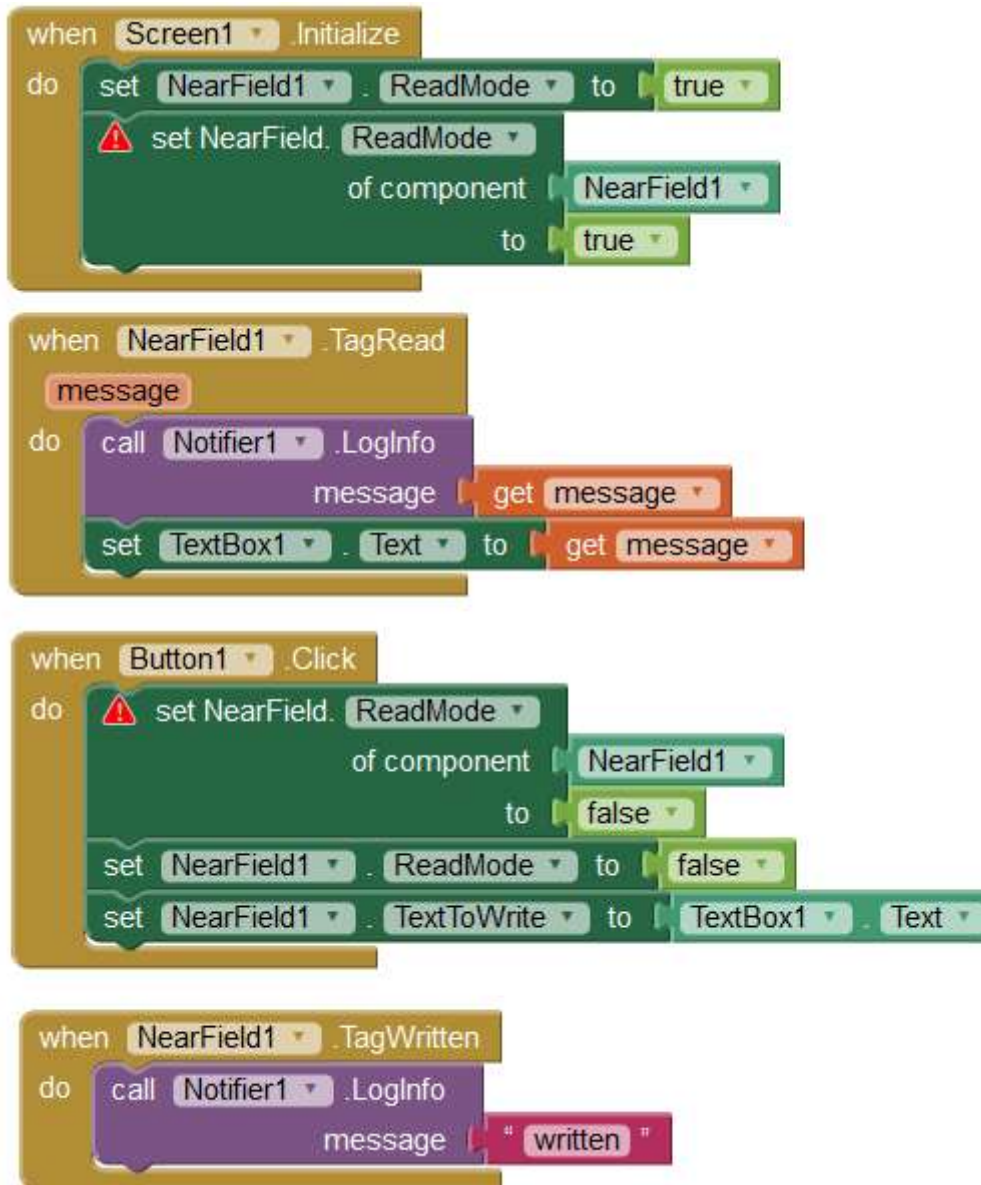 when Screen1 .Initialize
do set NearField1 . ReadMode to true
set NearField. ReadMode
of component NearField1
to true
when NearField1 .TagRead
message
do call Notifier1 .LogInfo
message get message
set TextBox1 . Text to get message
when Button1 .Click
do set NearField. ReadMode
of component NearField1
to false
set NearField1 . ReadMode to false
set NearField1 . TextToWrite to TextBox1 . Text
when NearField1 .TagWritten
do call Notifier1 .LogInfo
message " written "